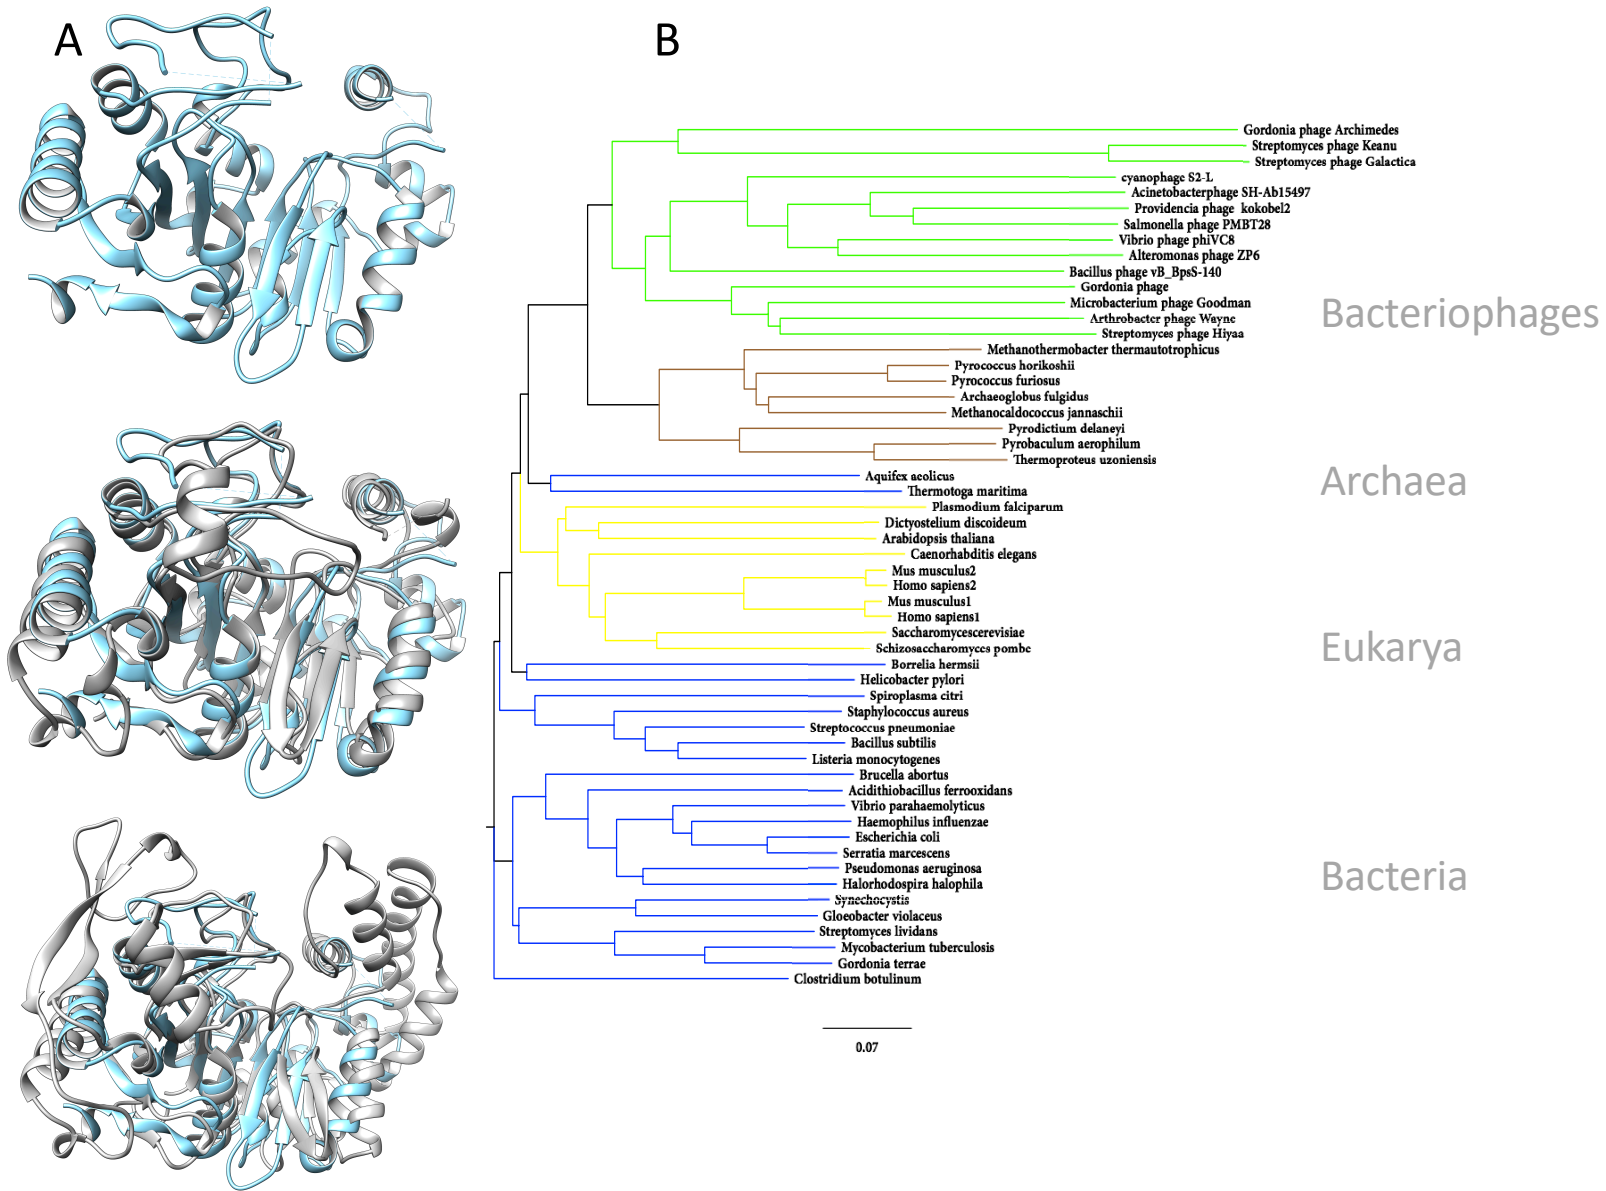 A
B
Gordonia phage Archimedes
Streptomyces phage Keanu
Streptomyces phage Galactica
cyanophage S2-L
Acinetobacterphage SH-Ab15497
Providencia phage kokobel2
Salmonella phage PMBT28
Vibrio phage phiVC8
Alteromonas phage ZP6
Bacillus phage vB_BpsS-140
Gordonia phage
Microbacterium phage Goodman
Arthrobacter phage Wayne
Streptomyces phage Hiyaa
Bacteriophages
Methanothermobacter thermautotrophicus
Pyrococcus horikoshii
Pyrococcus furiosus
Archaeoglobus fulgidus
Methanocaldococcus jannaschii
Pyrodictium delaneyi
Pyrobaculum aerophilum
Thermoproteus uzoniensis
Archaea
Aquifex aeolicus
Thermotoga maritima
Plasmodium falciparum
Dictyostelium discoideum
Arabidopsis thaliana
Caenorhabditis elegans
Mus musculus2
Homo sapiens2
Mus musculus1
Homo sapiens1
Saccharomycescerevisiae
Schizosaccharomyces pombe
Eukarya
Borrelia hermsii
Helicobacter pylori
Spiroplasma citri
Staphylococcus aureus
Streptococcus pneumoniae
Bacillus subtilis
Listeria monocytogenes
Brucella abortus
Acidithiobacillus ferrooxidans
Vibrio parahaemolyticus
Haemophilus influenzae
Escherichia coli
Serratia marcescens
Pseudomonas aeruginosa
Halorhodospira halophila
Bacteria
Synechocystis
Gloeobacter violaceus
Streptomyces lividans
Mycobacterium tuberculosis
Gordonia terrae
Clostridium botulinum
0.07